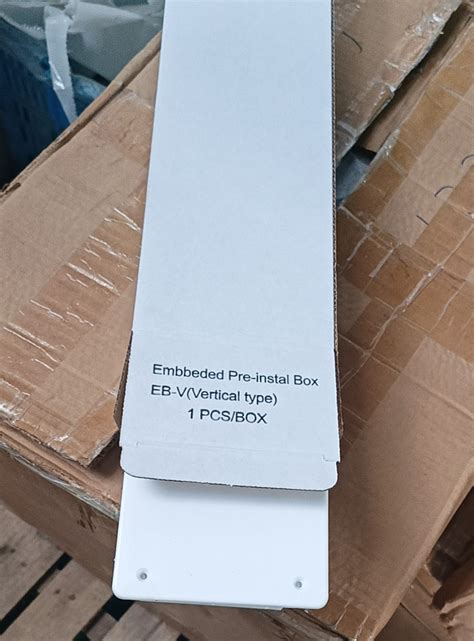 Embbeded Pre-instal Box
EB-V(Vertical type)
1 PCS/BOX